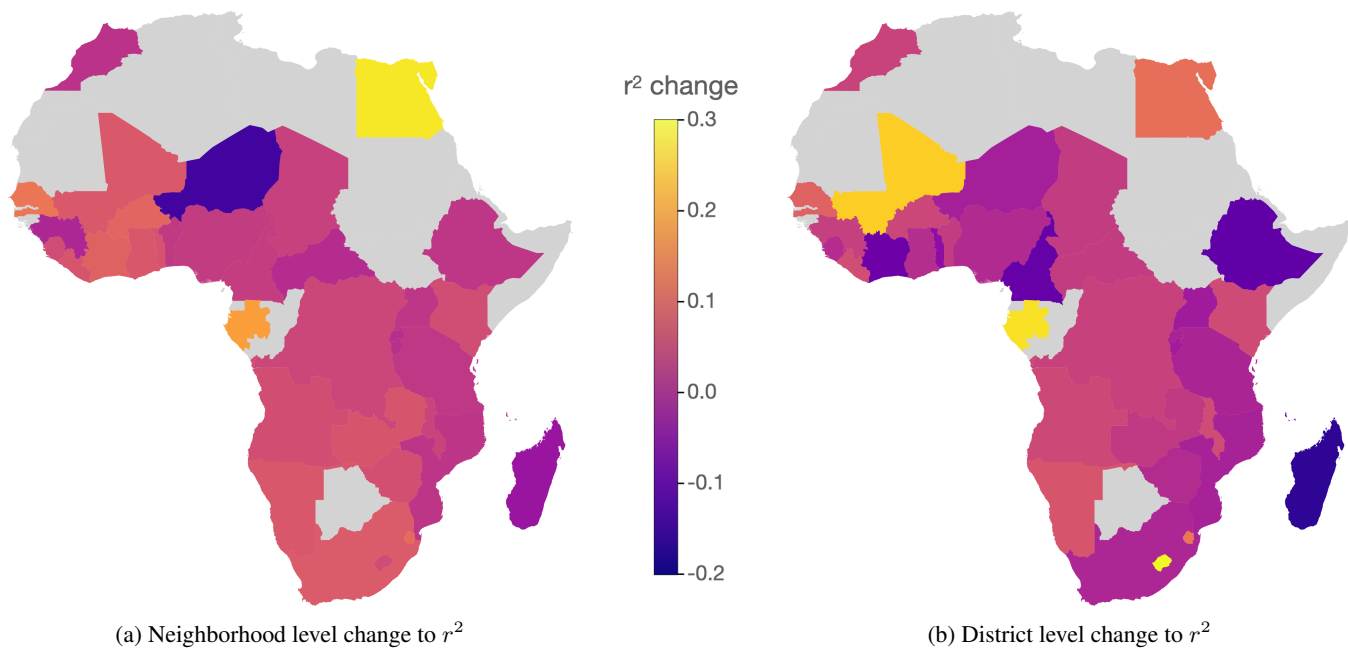 r² change
0.3
0.2
0.1
0.0
-0.1
-0.2
(a) Neighborhood level change to r²
(b) District level change to r²